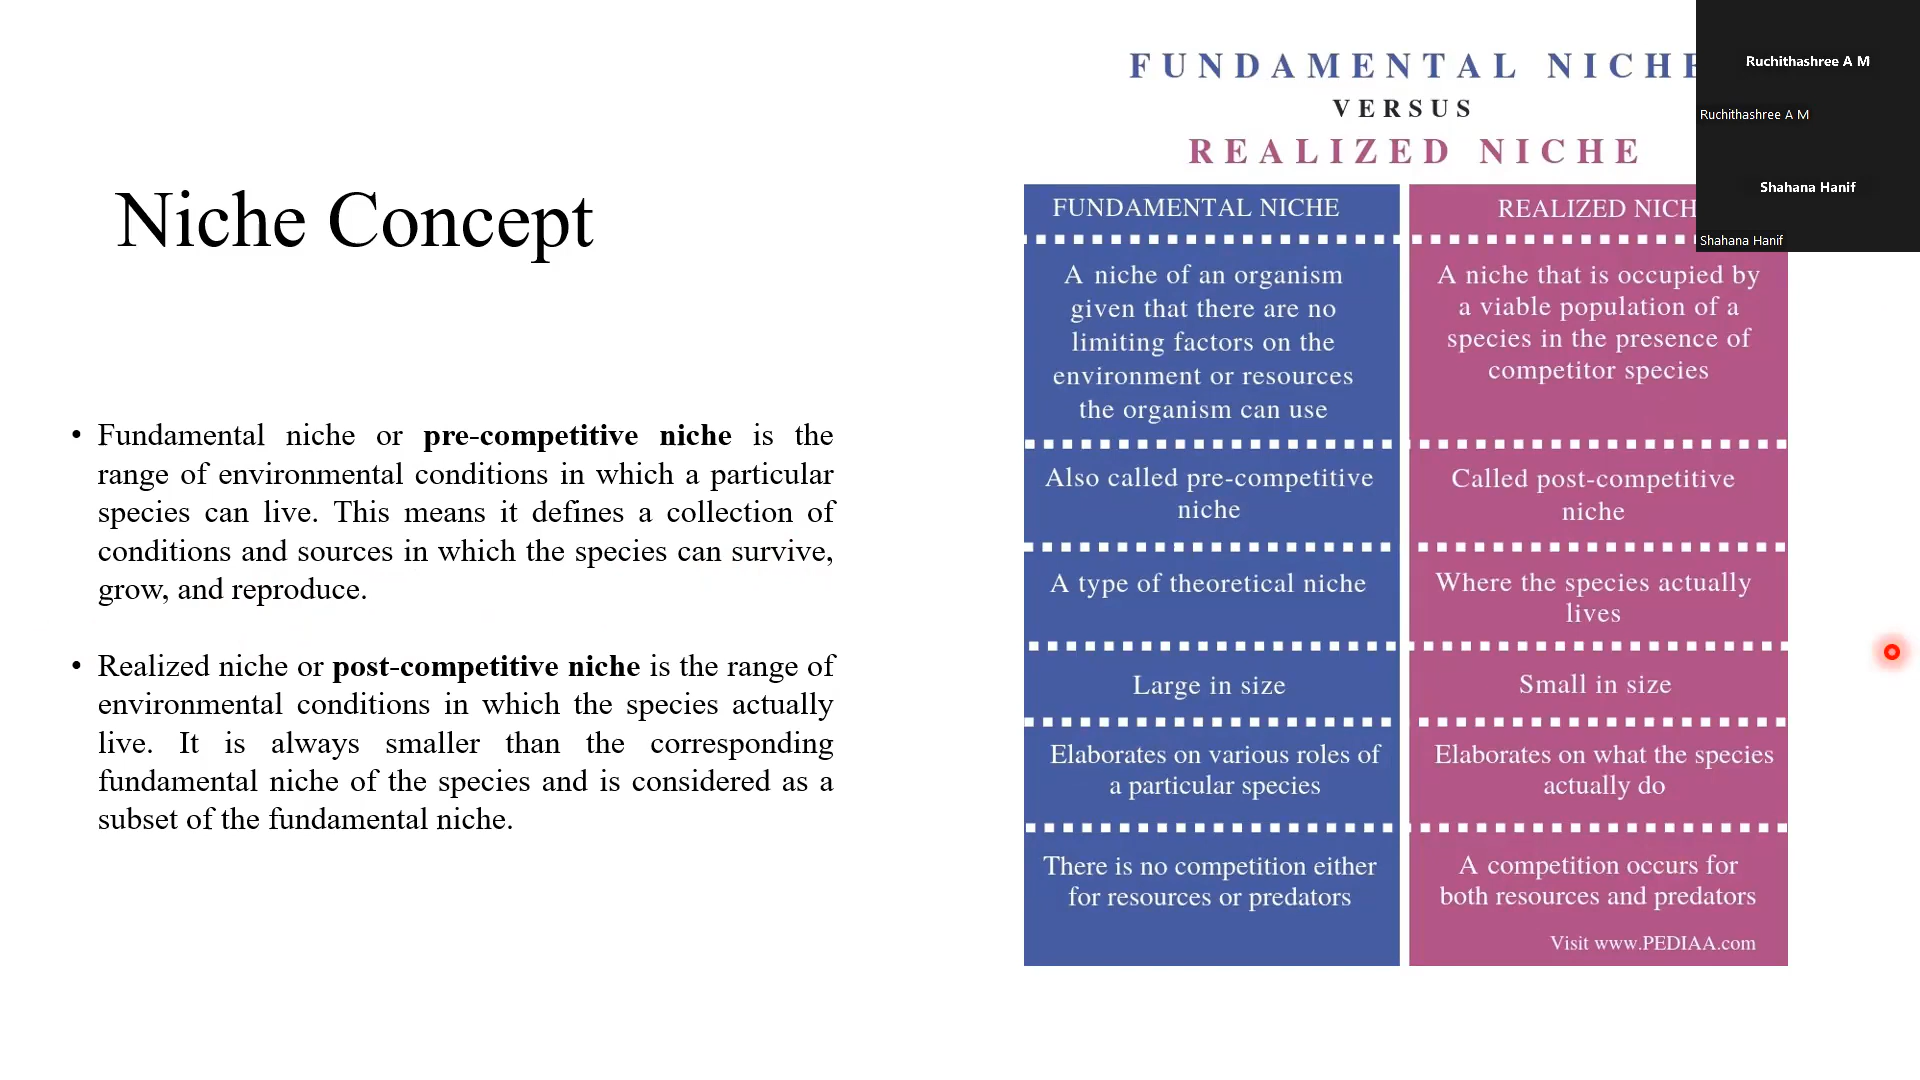 Niche Concept
• Fundamental niche or pre-competitive niche is the
range of environmental conditions in which a particular
species can live. This means it defines a collection of
conditions and sources in which the species can survive,
grow, and reproduce.
• Realized niche or post-competitive niche is the range of
environmental conditions in which the species actually
live. It is always smaller than the corresponding
fundamental niche of the species and is considered as a
subset of the fundamental niche.
FUNDAMENTAL NICHE
VERSUS
REALIZED NICHE
FUNDAMENTAL NICHE
A niche of an organism
given that there are no
limiting factors on the
environment or resources
the organism can use
Also called pre-competitive
niche
A type of theoretical niche
Large in size
Elaborates on various roles of
a particular species
There is no competition either
for resources or predators
REALIZED NICH
A niche that is occupied by
a viable population of a
species in the presence of
competitor species
Called post-competitive
niche
Where the species actually
lives
Small in size
Elaborates on what the species
actually do
A competition occurs for
both resources and predators
Visit www.PEDIAA.com
Ruchithashree A M
Ruchithashree A M
Shahana Hanif
Shahana Hanif